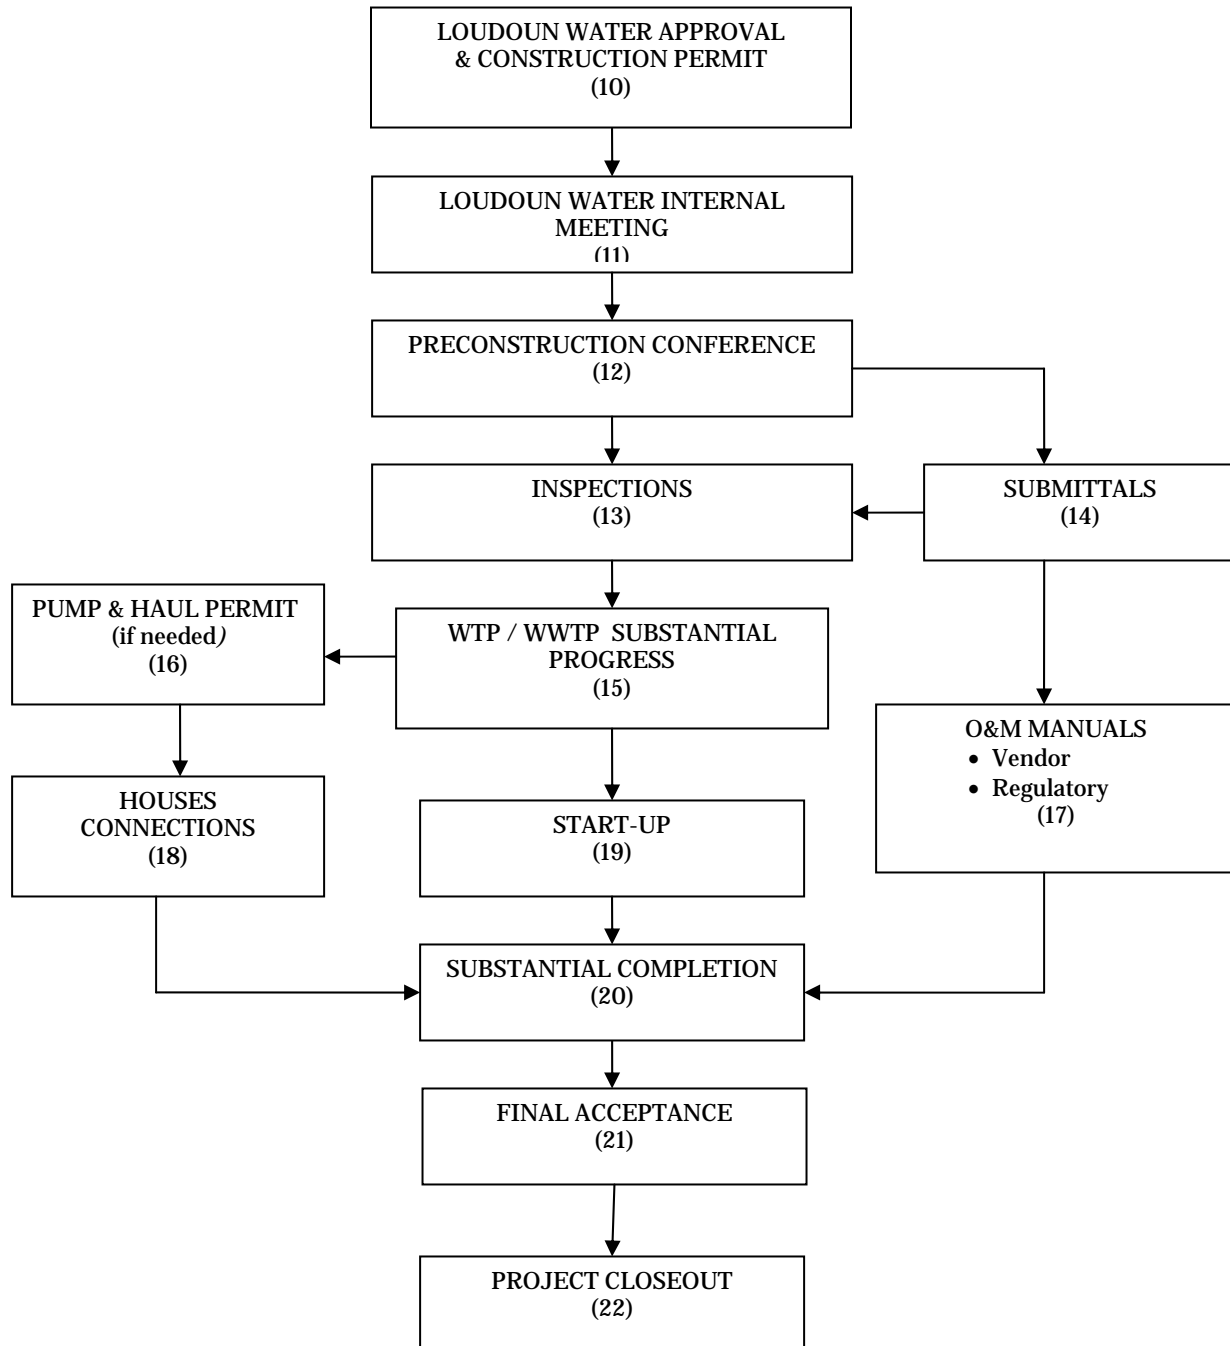 LOUDOUN WATER APPROVAL
& CONSTRUCTION PERMIT
(10)
LOUDOUN WATER INTERNAL
MEETING
(11)
PRECONSTRUCTION CONFERENCE
(12)
INSPECTIONS
(13)
SUBMITTALS
(14)
PUMP & HAUL PERMIT
(if needed)
(16)
WTP / WWTP SUBSTANTIAL
PROGRESS
(15)
O&M MANUALS
• Vendor
• Regulatory
(17)
HOUSES
CONNECTIONS
(18)
START-UP
(19)
SUBSTANTIAL COMPLETION
(20)
FINAL ACCEPTANCE
(21)
PROJECT CLOSEOUT
(22)